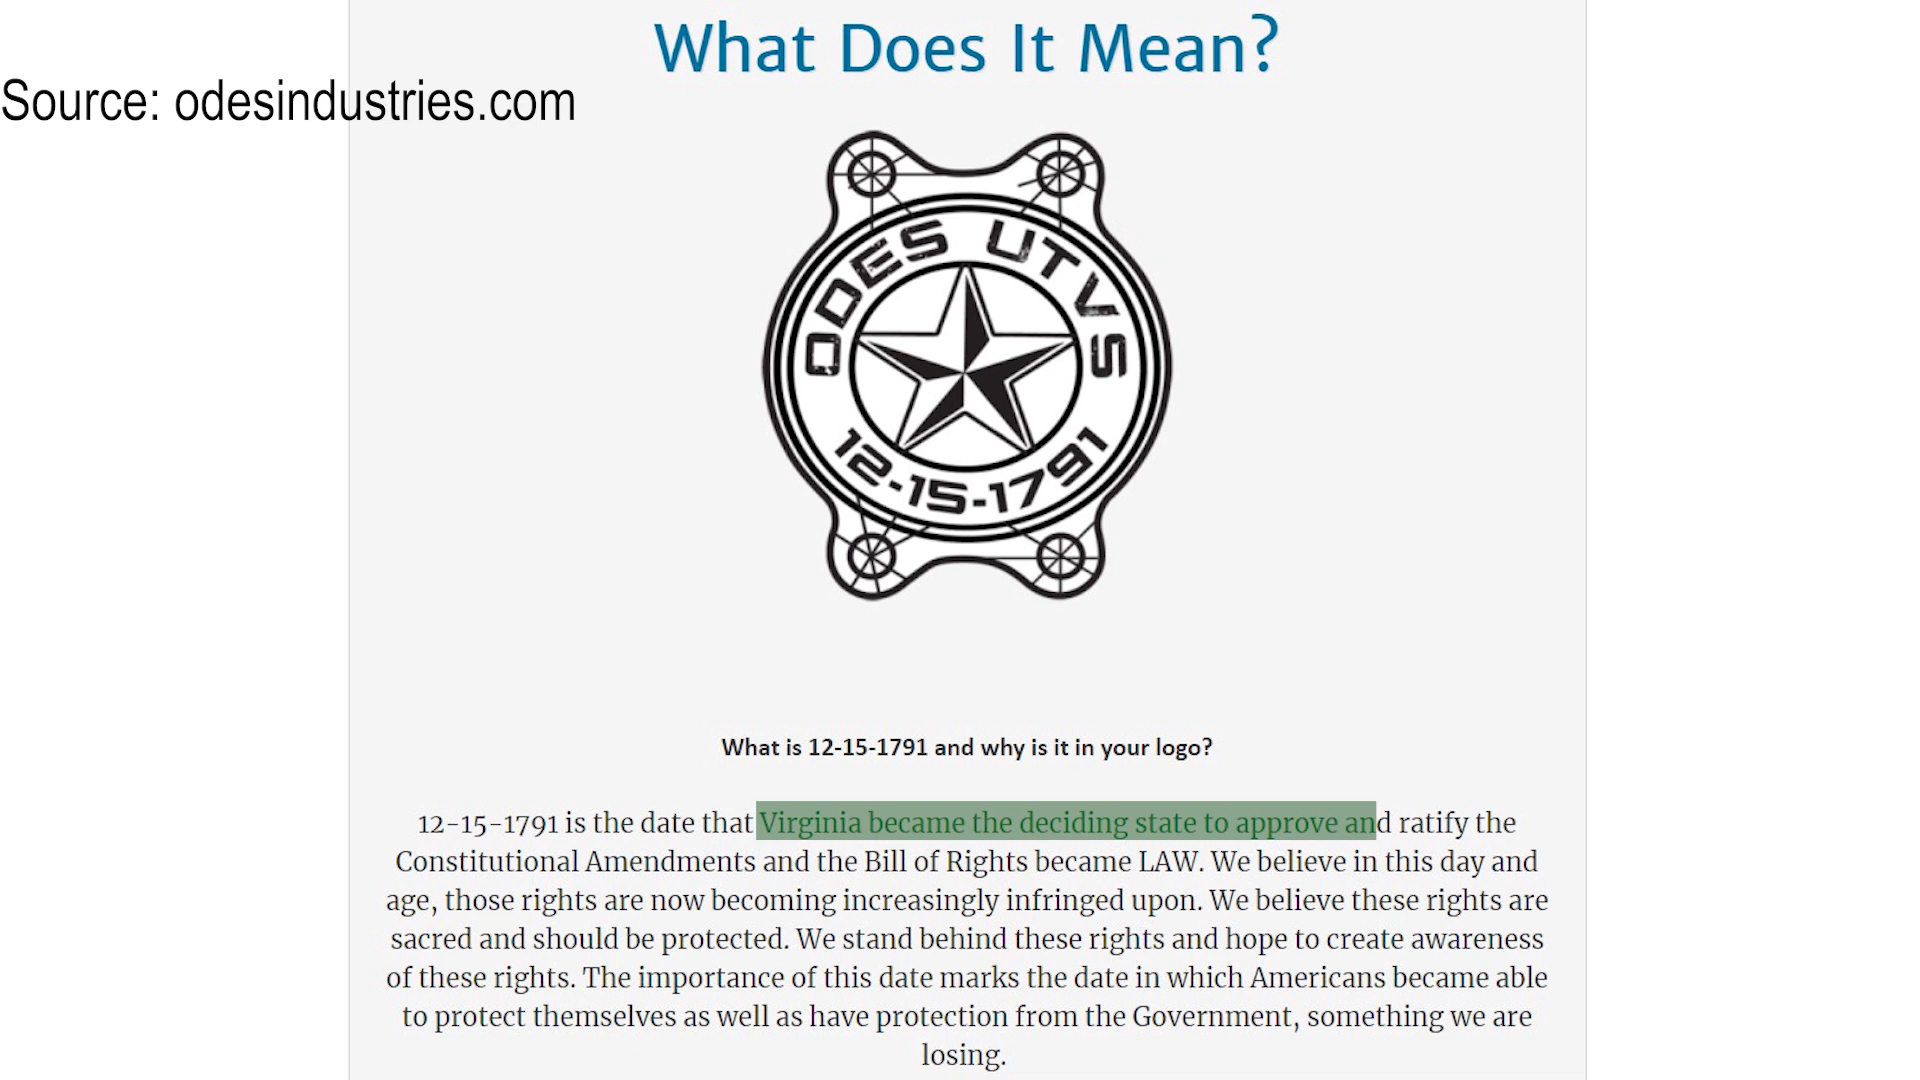 What Does It Mean?
Source: odesindustries.com
ODES UTVS
12-15-1791
What is 12-15-1791 and why is it in your logo?
12-15-1791 is the date that Virginia became the deciding state to approve and ratify the
Constitutional Amendments and the Bill of Rights became LAW. We believe in this day and
age, those rights are now becoming increasingly infringed upon. We believe these rights are
sacred and should be protected. We stand behind these rights and hope to create awareness
of these rights. The importance of this date marks the date in which Americans became able
to protect themselves as well as have protection from the Government, something we are
losing.